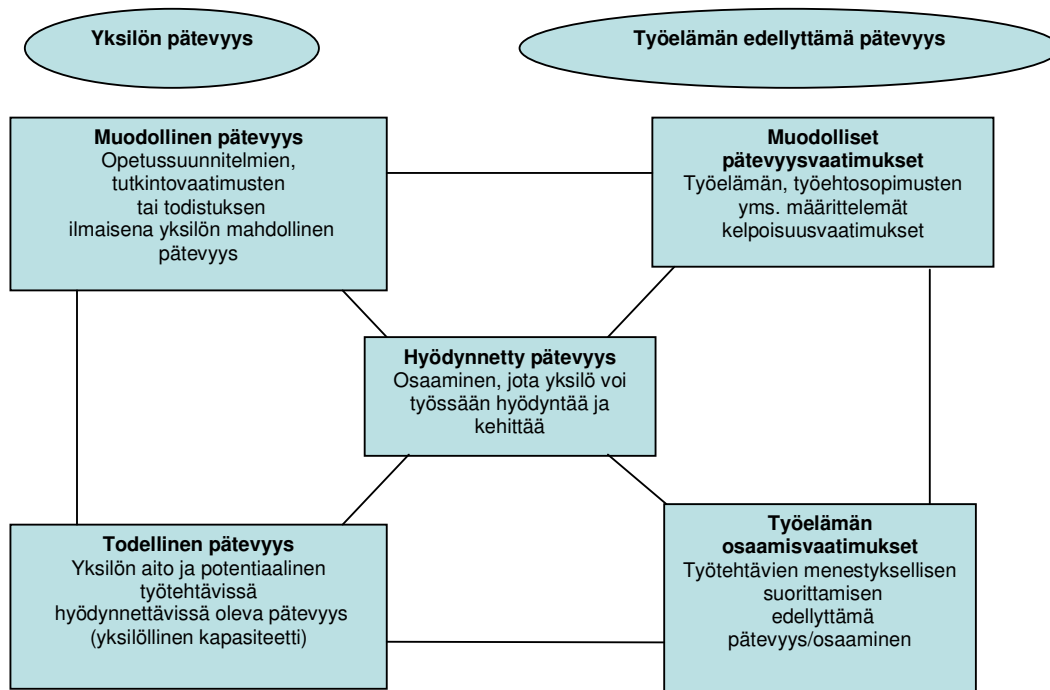 Yksilön pätevyys
Työelämän edellyttämä pätevyys
Muodollinen pätevyys
Opetussuunnitelmien,
tutkintovaatimusten
tai todistuksen
ilmaisena yksilön mahdollinen
pätevyys
Muodolliset
pätevyysvaatimukset
Työelämän, työehtosopimusten
yms. määrittelemät
kelpoisuusvaatimukset
Hyödynnetty pätevyys
Osaaminen, jota yksilö voi
työssään hyödyntää ja
kehittää
Todellinen pätevyys
Yksilön aito ja potentiaalinen
työtehtävissä
hyödynnettävissä oleva pätevyys
(yksilöllinen kapasiteetti)
Työelämän
osaamisvaatimukset
Työtehtävien menestyksellisen
suorittamisen
edellyttämä
pätevyys/osaaminen